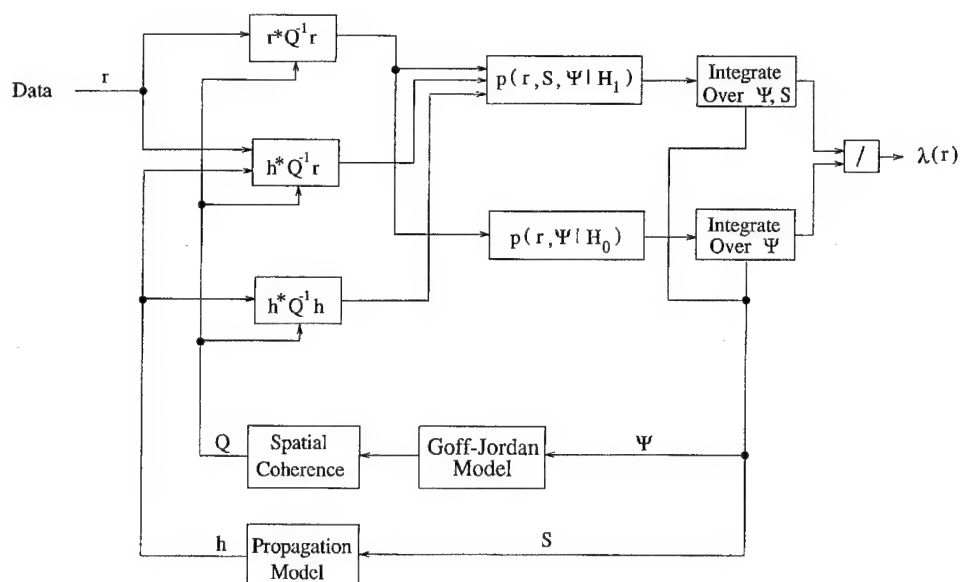 r*Q⁻¹r
Data
r
p(r,S,Ψ|H₁)
Integrate
Over Ψ,S
h*Q⁻¹r
/
λ(r)
p(r,Ψ|H₀)
Integrate
Over Ψ
h*Q⁻¹h
Q
Spatial
Coherence
Goff-Jordan
Model
Ψ
h
Propagation
Model
S